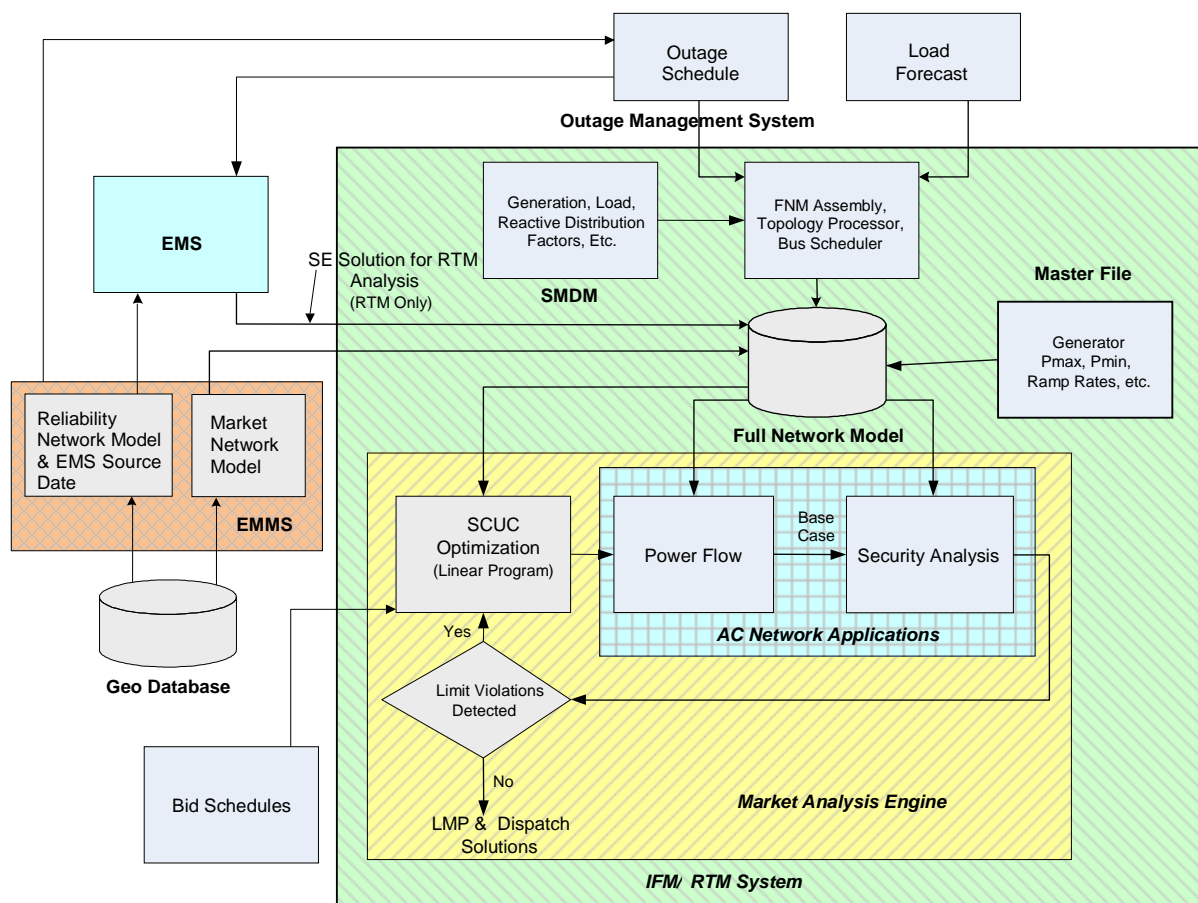 Outage
Schedule
Load
Forecast
Outage Management System
EMS
Generation, Load,
Reactive Distribution
Factors, Etc.
SMDM
FNM Assembly,
Topology Processor,
Bus Scheduler
SE Solution for RTM
Analysis
(RTM Only)
Master File
Generator
Pmax, Pmin,
Ramp Rates, etc.
Full Network Model
Reliability
Network Model
& EMS Source
Date
Market
Network
Model
EMMS
Geo Database
SCUC
Optimization
(Linear Program)
Power Flow
Base
Case
Security Analysis
AC Network Applications
Yes
Limit Violations
Detected
No
LMP & Dispatch
Solutions
Market Analysis Engine
Bid Schedules
IFM/ RTM System